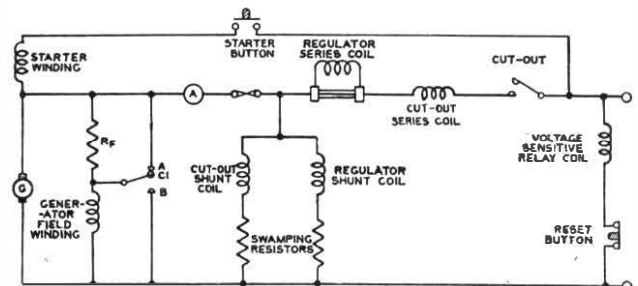 STARTER
WINDING
STARTER
BUTTON
REGULATOR
SERIES COIL
CUT-OUT
A
CUT-OUT
SERIES COIL
VOLTAGE
SENSITIVE
RELAY COIL
RF
A
C1
B
G
GENER-
ATOR
FIELD
WINDING
CUT-OUT
SHUNT
COIL
REGULATOR
SHUNT COIL
SWAMPING
RESISTORS
RESET
BUTTON